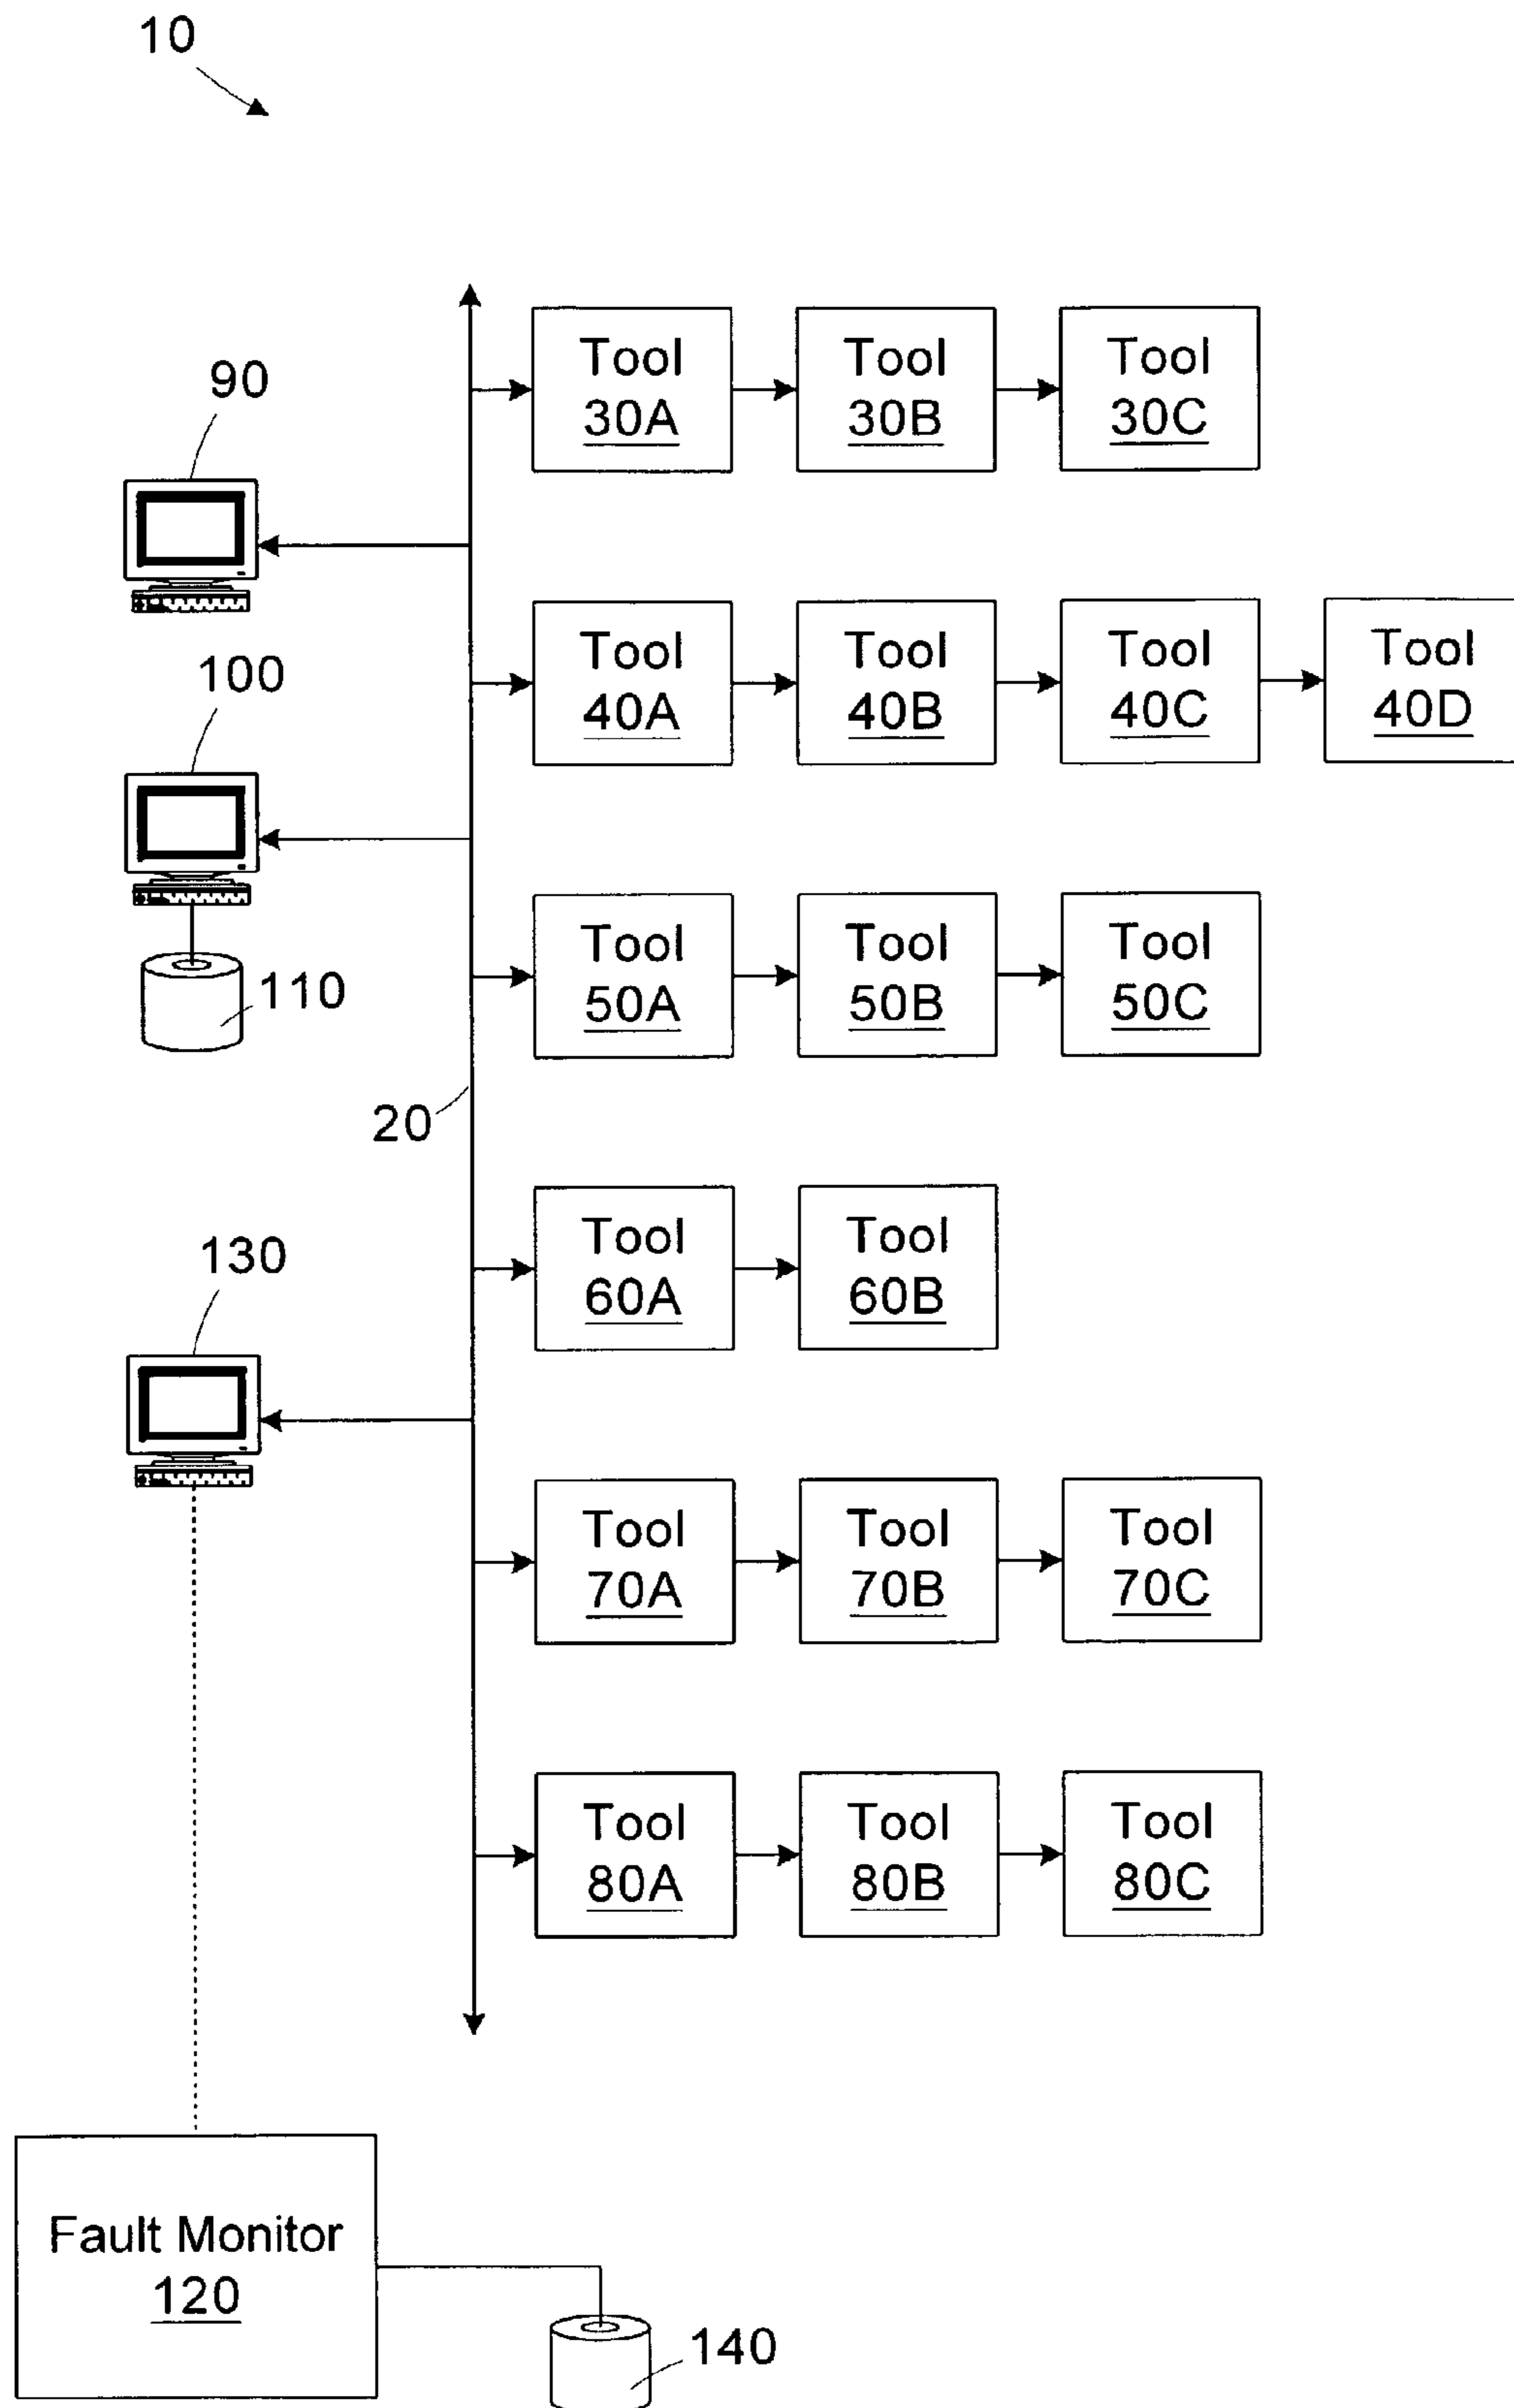 10
90
Tool
30A
Tool
30B
Tool
30C
100
Tool
40A
Tool
40B
Tool
40C
Tool
40D
110
Tool
50A
Tool
50B
Tool
50C
20
130
Tool
60A
Tool
60B
Tool
70A
Tool
70B
Tool
70C
Tool
80A
Tool
80B
Tool
80C
Fault Monitor
120
140